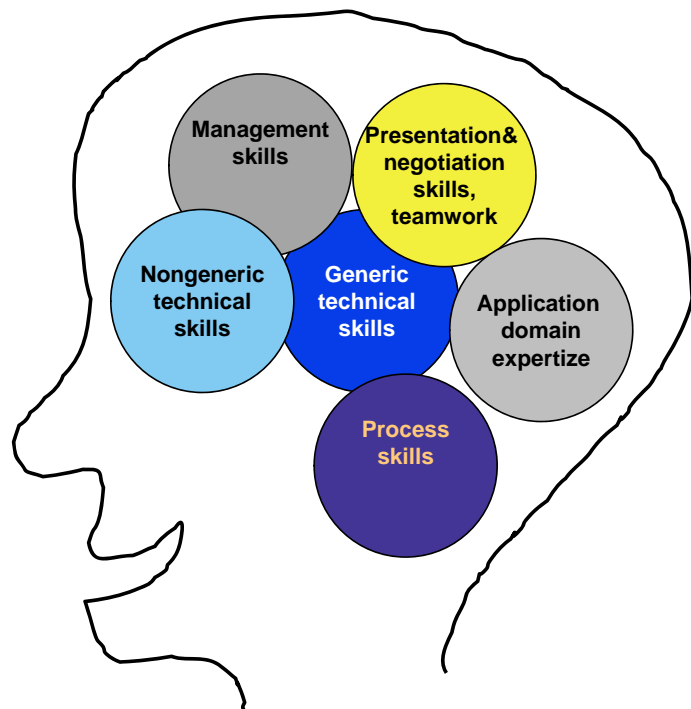 Management
skills
Presentation&
negotiation
skills,
teamwork
Nongeneric
technical
skills
Generic
technical
skills
Application
domain
expertize
Process
skills